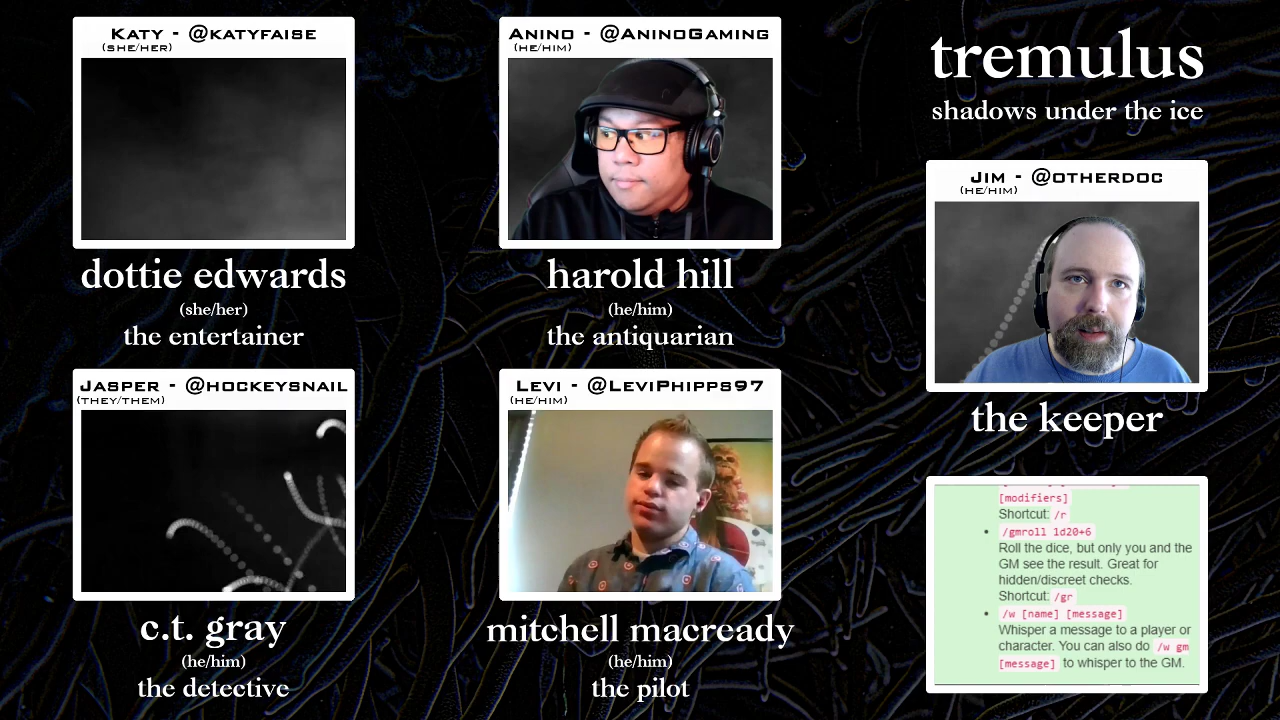 Katy - @katyfaise
(she/her)
dottie edwards
(she/her)
the entertainer
Anino - @AninoGaming
(he/him)
harold hill
(he/him)
the antiquarian
tremulus
shadows under the ice
Jim - @otherdoc
(he/him)
the keeper
Jasper - @hockeysnail
(they/them)
c.t. gray
(he/him)
the detective
Levi - @LeviPhipps97
(he/him)
mitchell macready
(he/him)
the pilot
[modifiers]
Shortcut: /r
• /gmroll 1d20+6
Roll the dice, but only you and the
GM see the result. Great for
hidden/discreet checks.
Shortcut: /gr
• /w [name] [message]
Whisper a message to a player or
character. You can also do /w gm
[message] to whisper to the GM.